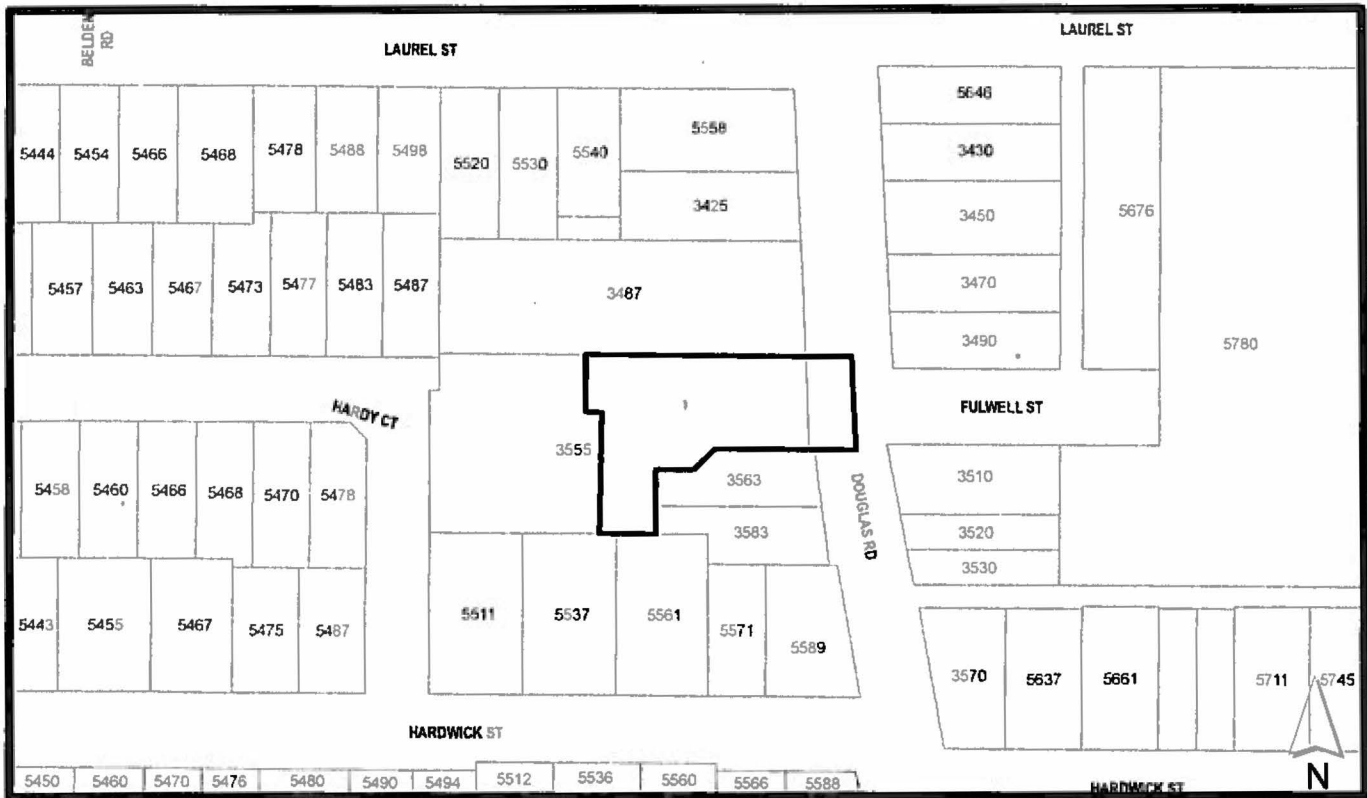 BELDEN
RD
LAUREL ST
LAUREL ST
5444 5454 5466 5468 5478 5488 5498 5520 5530 5540 5558
3425
5646
3430
3450
3470
3490
5676
5780
5457 5463 5467 5473 5477 5483 5487
3487
HARDY CT
FULWELL ST
3555
3563
3583
DOUGLAS RD
3510
3520
3530
5458 5460 5466 5468 5470 5478
5443 5455 5467 5475 5487
5511 5537 5561 5571 5589
3570 5637 5661 5711 5745
HARDWICK ST
HARDWICK ST
5450 5460 5470 5476 5480 5490 5494 5512 5536 5560 5566 5588
N